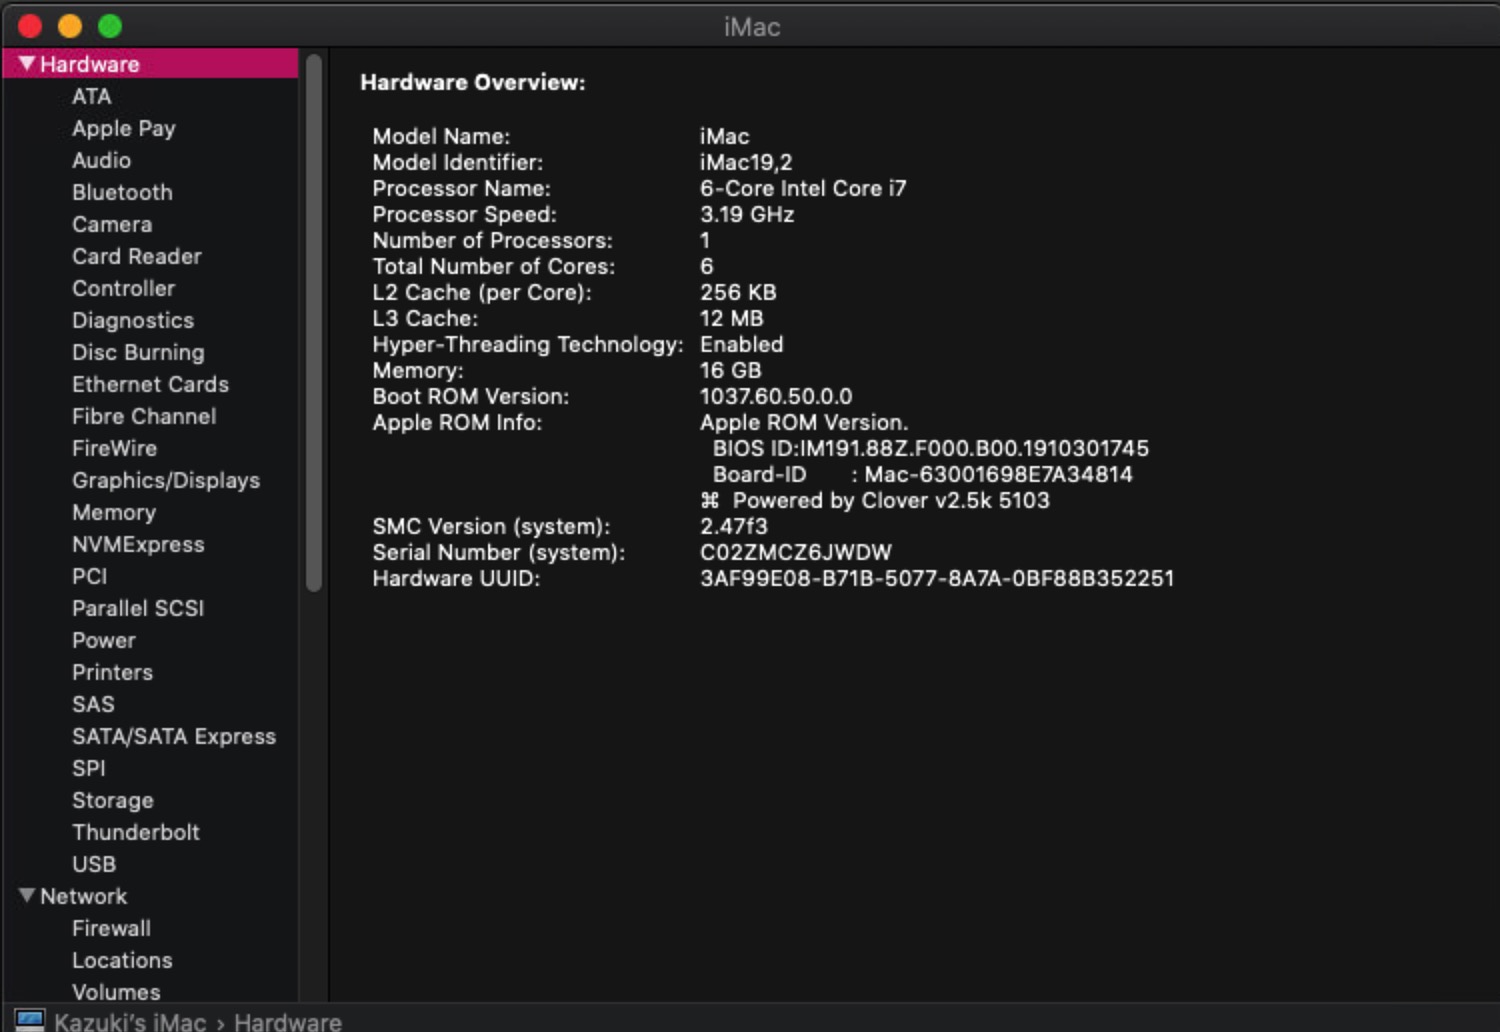 iMac
Hardware
ATA
Apple Pay
Audio
Bluetooth
Camera
Card Reader
Controller
Diagnostics
Disc Burning
Ethernet Cards
Fibre Channel
FireWire
Graphics/Displays
Memory
NVMExpress
PCI
Parallel SCSI
Power
Printers
SAS
SATA/SATA Express
SPI
Storage
Thunderbolt
USB
Network
Firewall
Locations
Volumes
Hardware Overview:
Model Name: iMac
Model Identifier: iMac19,2
Processor Name: 6-Core Intel Core i7
Processor Speed: 3.19 GHz
Number of Processors: 1
Total Number of Cores: 6
L2 Cache (per Core): 256 KB
L3 Cache: 12 MB
Hyper-Threading Technology: Enabled
Memory: 16 GB
Boot ROM Version: 1037.60.50.0.0
Apple ROM Info: Apple ROM Version.
BIOS ID:IM191.88Z.F000.B00.1910301745
Board-ID : Mac-63001698E7A34814
⌘ Powered by Clover v2.5k 5103
SMC Version (system): 2.47f3
Serial Number (system): C02ZMCZ6JWDW
Hardware UUID: 3AF99E08-B71B-5077-8A7A-0BF88B352251
Kazuki's iMac › Hardware